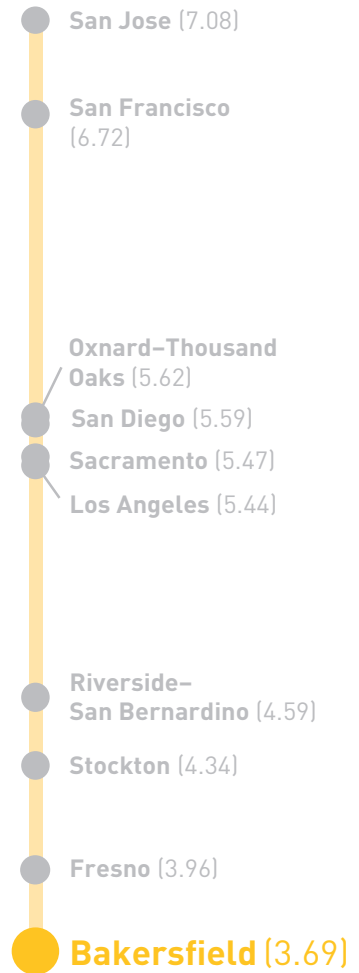 San Jose (7.08)
San Francisco
(6.72)
Oxnard–Thousand
Oaks (5.62)
San Diego (5.59)
Sacramento (5.47)
Los Angeles (5.44)
Riverside–
San Bernardino (4.59)
Stockton (4.34)
Fresno (3.96)
Bakersfield (3.69)